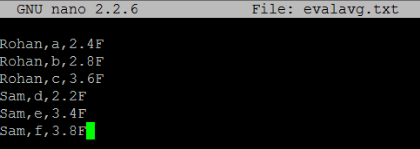 GNU nano 2.2.6 File: evalavg.txt
Rohan,a,2.4F
Rohan,b,2.8F
Rohan,c,3.6F
Sam,d,2.2F
Sam,e,3.4F
Sam,f,3.8F